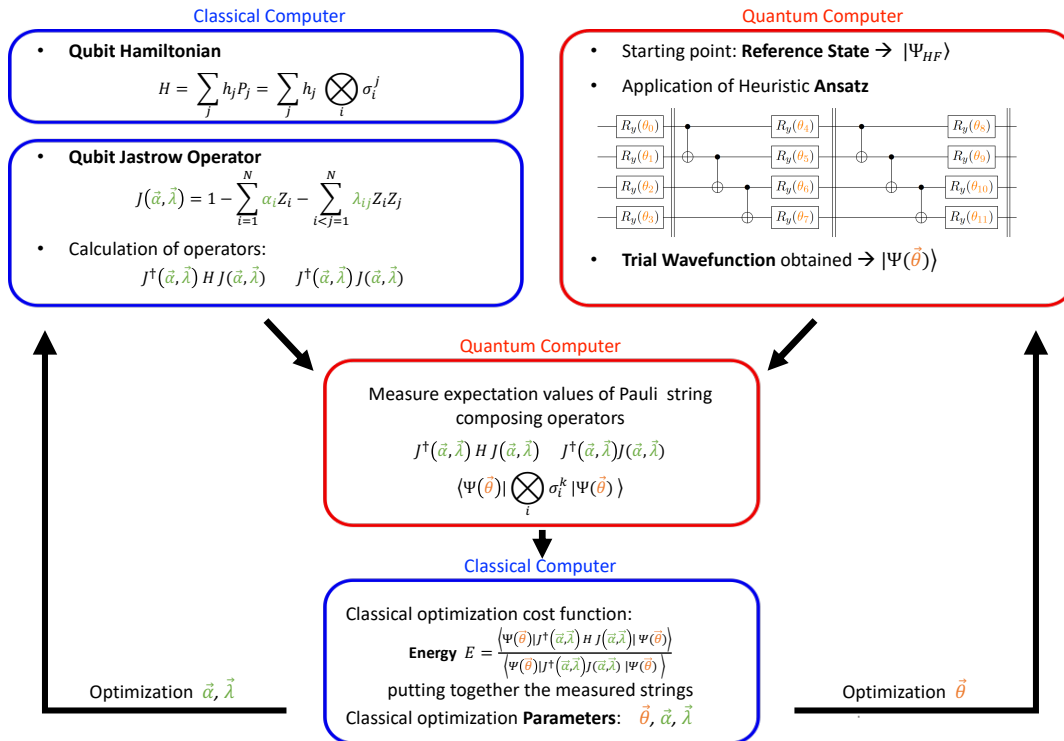 Classical Computer
• Qubit Hamiltonian
H = ∑_j h_j P_j = ∑_j h_j ⨂_i σ_i^j
• Qubit Jastrow Operator
J(α⃗, λ⃗) = 1 − ∑_{i=1}^N α_i Z_i − ∑_{i<j=1}^N λ_{ij} Z_i Z_j
• Calculation of operators:
J†(α⃗, λ⃗) H J(α⃗, λ⃗) J†(α⃗, λ⃗) J(α⃗, λ⃗)
Quantum Computer
• Starting point: Reference State → |Ψ_{HF}⟩
• Application of Heuristic Ansatz
R_y(θ_0) R_y(θ_4) R_y(θ_8)
R_y(θ_1) R_y(θ_5) R_y(θ_9)
R_y(θ_2) R_y(θ_6) R_y(θ_10)
R_y(θ_3) R_y(θ_7) R_y(θ_11)
• Trial Wavefunction obtained → |Ψ(θ⃗)⟩
Quantum Computer
Measure expectation values of Pauli string
composing operators
J†(α⃗, λ⃗) H J(α⃗, λ⃗) J†(α⃗, λ⃗)J(α⃗, λ⃗)
⟨Ψ(θ⃗)| ⨂_i σ_i^k |Ψ(θ⃗) ⟩
Classical Computer
Classical optimization cost function:
Energy E = ⟨Ψ(θ⃗)|J†(α⃗,λ⃗) H J(α⃗,λ⃗)| Ψ(θ⃗)⟩ / ⟨Ψ(θ⃗)|J†(α⃗,λ⃗)J(α⃗,λ⃗) |Ψ(θ⃗) ⟩
putting together the measured strings
Classical optimization Parameters: θ⃗, α⃗, λ⃗
Optimization α⃗, λ⃗
Optimization θ⃗